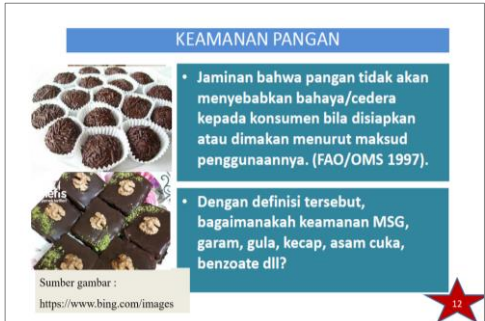 KEAMANAN PANGAN
• Jaminan bahwa pangan tidak akan
menyebabkan bahaya/cedera
kepada konsumen bila disiapkan
atau dimakan menurut maksud
penggunaannya. (FAO/OMS 1997).
• Dengan definisi tersebut,
bagaimanakah keamanan MSG,
garam, gula, kecap, asam cuka,
benzoate dll?
Sumber gambar :
https://www.bing.com/images
12